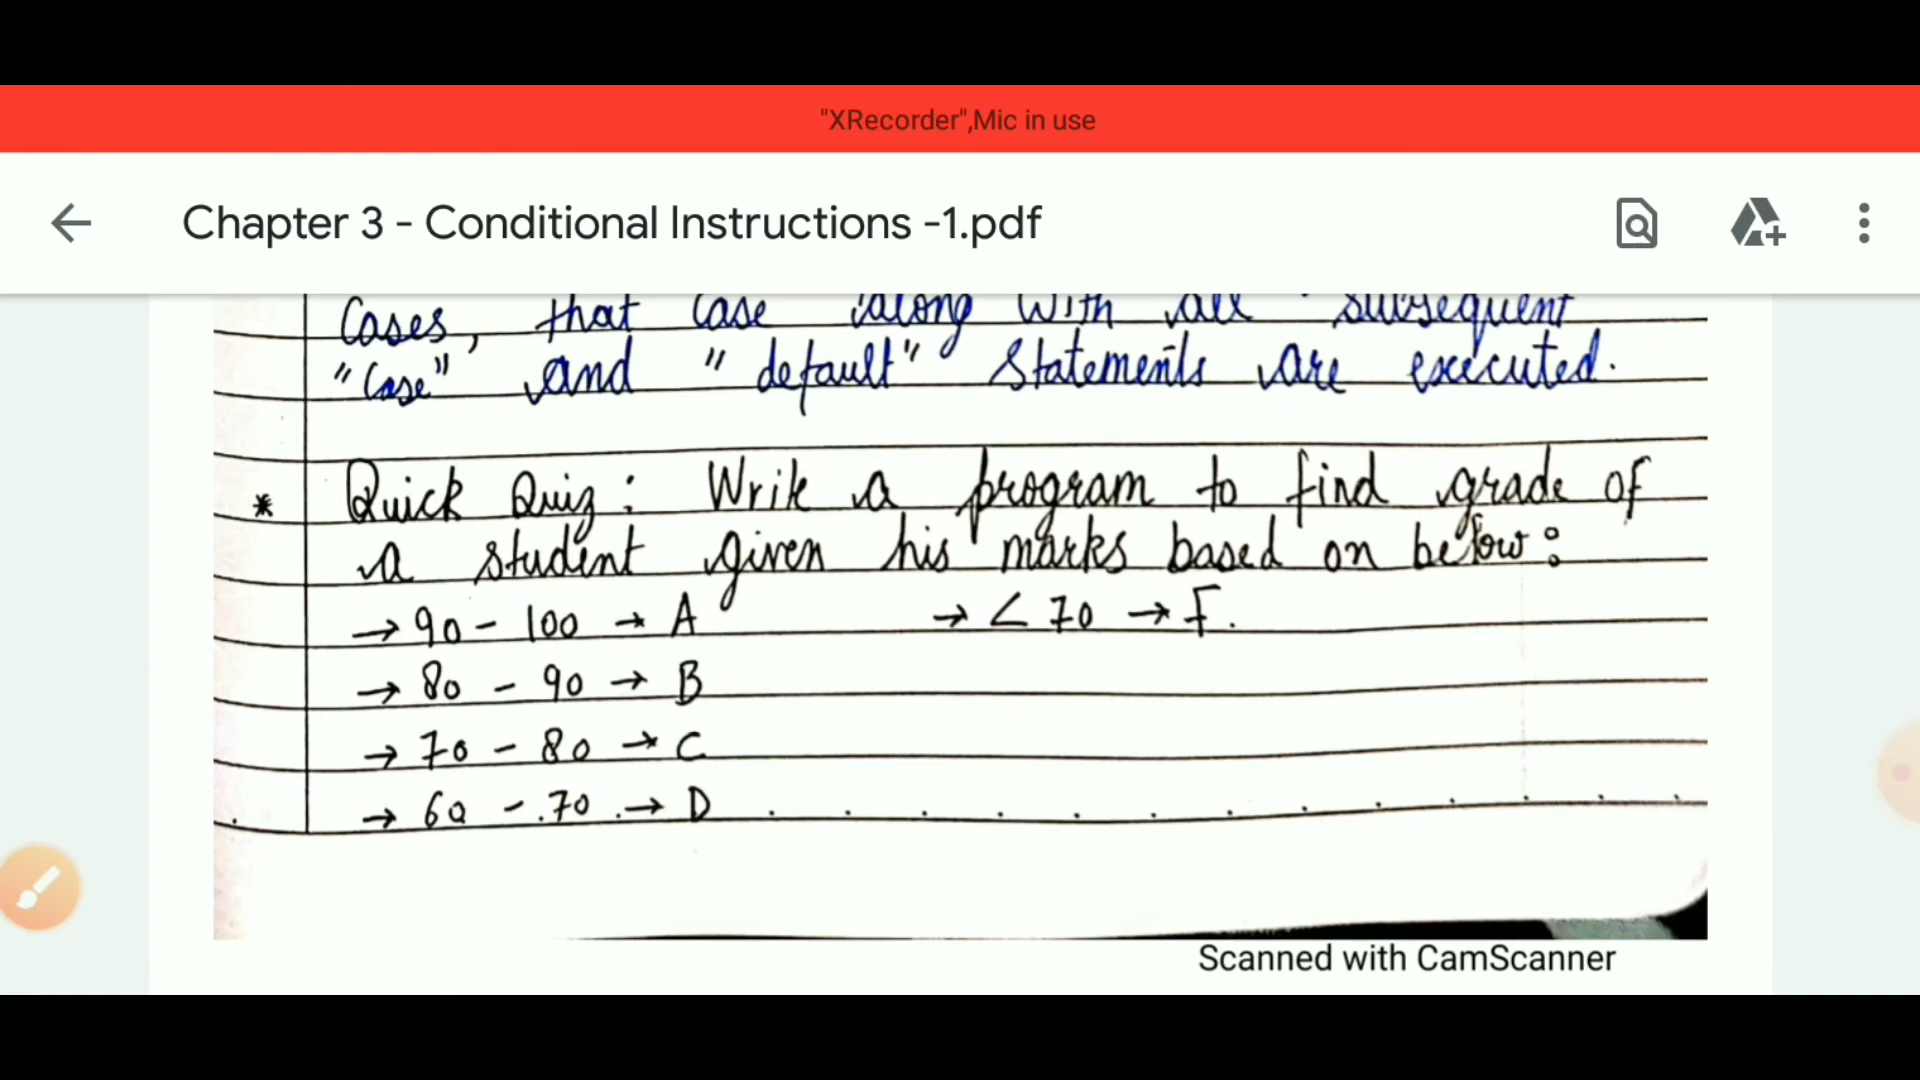 "XRecorder",Mic in use
Chapter 3 - Conditional Instructions -1.pdf
Cases, that case along with all subsequent
"case" and "default" statements are executed.
* Quick Quiz: Write a program to find grade of
a student given his marks based on below:
→ 90 - 100 → A → < 70 → F.
→ 80 - 90 → B
→ 70 - 80 → C
→ 60 - 70 → D
Scanned with CamScanner